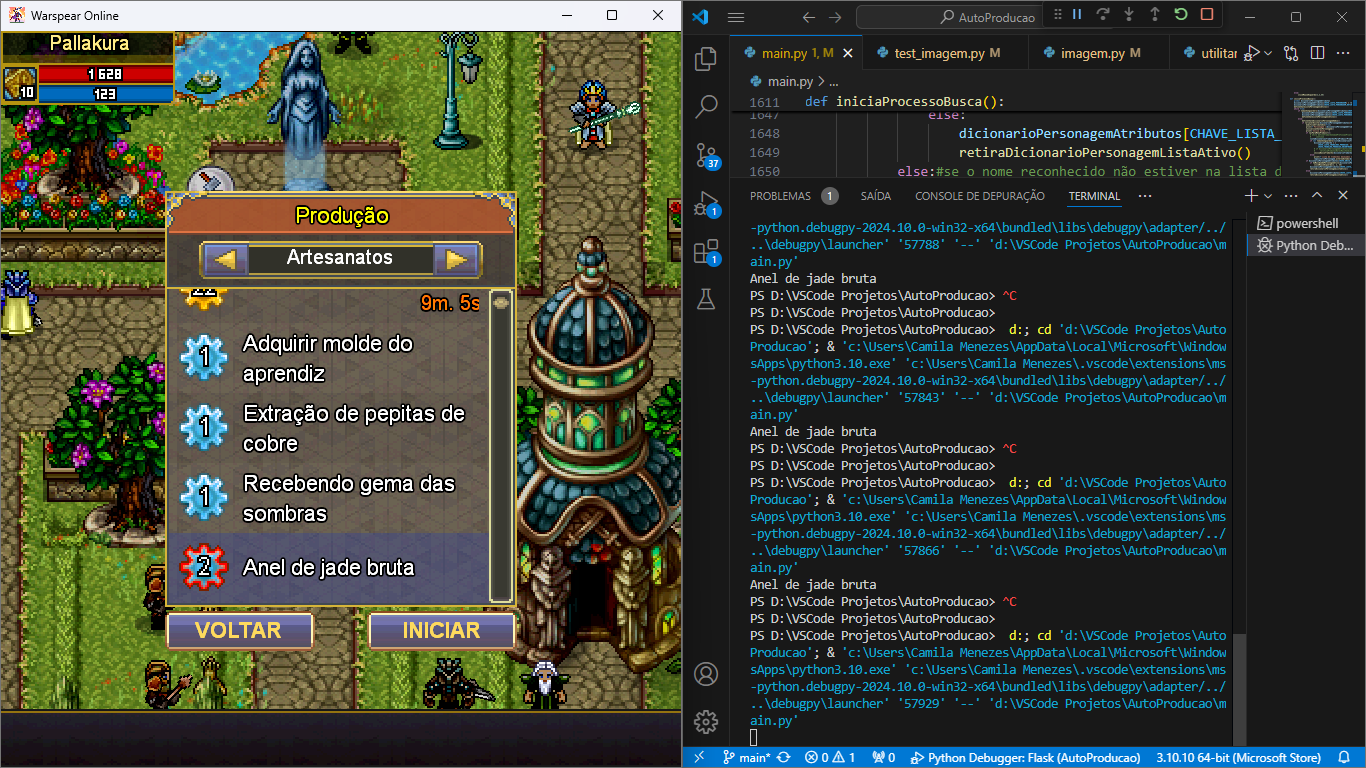 Warspear Online
Pallakura
1 628
10
123
Produção
Artesanatos
9m. 5s
1
Adquirir molde do
aprendiz
1
Extração de pepitas de
cobre
1
Recebendo gema das
sombras
2
Anel de jade bruta
VOLTAR
INICIAR
AutoProducao
main.py 1, M
test_imagem.py M
imagem.py M
utilitar
main.py > ...
1611 def iniciaProcessoBusca():
1647 else:
1648 dicionarioPersonagemAtributos[CHAVE_LISTA_
1649 retiraDicionarioPersonagemListaAtivo()
1650 else:#se o nome reconhecido não estiver na lista d
37
1
1
PROBLEMAS 1 SAÍDA CONSOLE DE DEPURAÇÃO TERMINAL ...
powershell
Python Deb...
-python.debugpy-2024.10.0-win32-x64\bundled\libs\debugpy\adapter/../
..\debugpy\launcher' '57788' '--' 'd:\VSCode Projetos\AutoProducao\m
ain.py'
Anel de jade bruta
PS D:\VSCode Projetos\AutoProducao> ^C
PS D:\VSCode Projetos\AutoProducao>
PS D:\VSCode Projetos\AutoProducao> d:; cd 'd:\VSCode Projetos\Auto
Producao'; & 'c:\Users\Camila Menezes\AppData\Local\Microsoft\Window
sApps\python3.10.exe' 'c:\Users\Camila Menezes\.vscode\extensions\ms
-python.debugpy-2024.10.0-win32-x64\bundled\libs\debugpy\adapter/../
..\debugpy\launcher' '57843' '--' 'd:\VSCode Projetos\AutoProducao\m
ain.py'
Anel de jade bruta
PS D:\VSCode Projetos\AutoProducao> ^C
PS D:\VSCode Projetos\AutoProducao>
PS D:\VSCode Projetos\AutoProducao> d:; cd 'd:\VSCode Projetos\Auto
Producao'; & 'c:\Users\Camila Menezes\AppData\Local\Microsoft\Window
sApps\python3.10.exe' 'c:\Users\Camila Menezes\.vscode\extensions\ms
-python.debugpy-2024.10.0-win32-x64\bundled\libs\debugpy\adapter/../
..\debugpy\launcher' '57866' '--' 'd:\VSCode Projetos\AutoProducao\m
ain.py'
Anel de jade bruta
PS D:\VSCode Projetos\AutoProducao> ^C
PS D:\VSCode Projetos\AutoProducao>
PS D:\VSCode Projetos\AutoProducao> d:; cd 'd:\VSCode Projetos\Auto
Producao'; & 'c:\Users\Camila Menezes\AppData\Local\Microsoft\Window
sApps\python3.10.exe' 'c:\Users\Camila Menezes\.vscode\extensions\ms
-python.debugpy-2024.10.0-win32-x64\bundled\libs\debugpy\adapter/../
..\debugpy\launcher' '57929' '--' 'd:\VSCode Projetos\AutoProducao\m
ain.py'
main* 0 1 0 Python Debugger: Flask (AutoProducao) 3.10.10 64-bit (Microsoft Store)